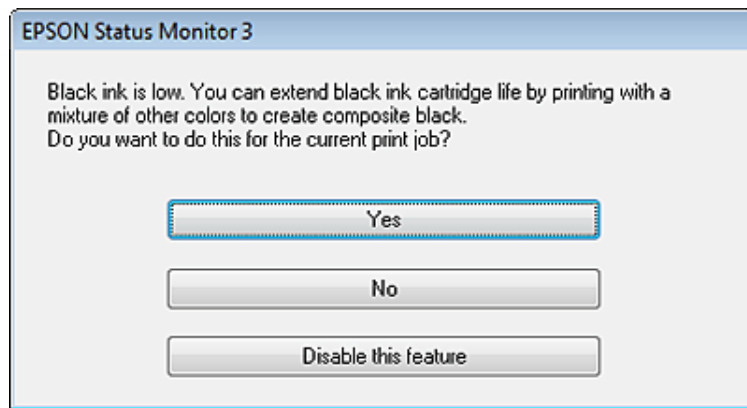 EPSON Status Monitor 3
Black ink is low. You can extend black ink cartridge life by printing with a
mixture of other colors to create composite black.
Do you want to do this for the current print job?
Yes
No
Disable this feature